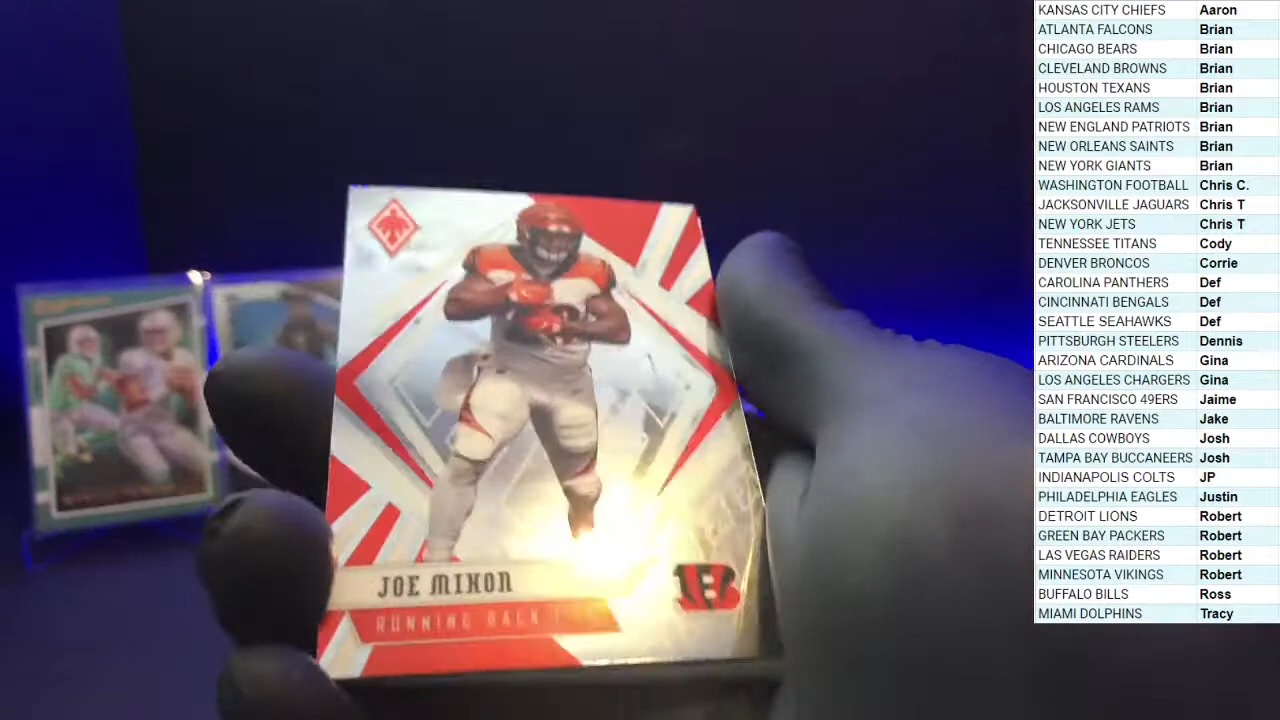 JOE MIXON
RUNNING BACK
B
KANSAS CITY CHIEFS Aaron
ATLANTA FALCONS Brian
CHICAGO BEARS Brian
CLEVELAND BROWNS Brian
HOUSTON TEXANS Brian
LOS ANGELES RAMS Brian
NEW ENGLAND PATRIOTS Brian
NEW ORLEANS SAINTS Brian
NEW YORK GIANTS Brian
WASHINGTON FOOTBALL Chris C.
JACKSONVILLE JAGUARS Chris T
NEW YORK JETS Chris T
TENNESSEE TITANS Cody
DENVER BRONCOS Corrie
CAROLINA PANTHERS Def
CINCINNATI BENGALS Def
SEATTLE SEAHAWKS Def
PITTSBURGH STEELERS Dennis
ARIZONA CARDINALS Gina
LOS ANGELES CHARGERS Gina
SAN FRANCISCO 49ERS Jaime
BALTIMORE RAVENS Jake
DALLAS COWBOYS Josh
TAMPA BAY BUCCANEERS Josh
INDIANAPOLIS COLTS JP
PHILADELPHIA EAGLES Justin
DETROIT LIONS Robert
GREEN BAY PACKERS Robert
LAS VEGAS RAIDERS Robert
MINNESOTA VIKINGS Robert
BUFFALO BILLS Ross
MIAMI DOLPHINS Tracy